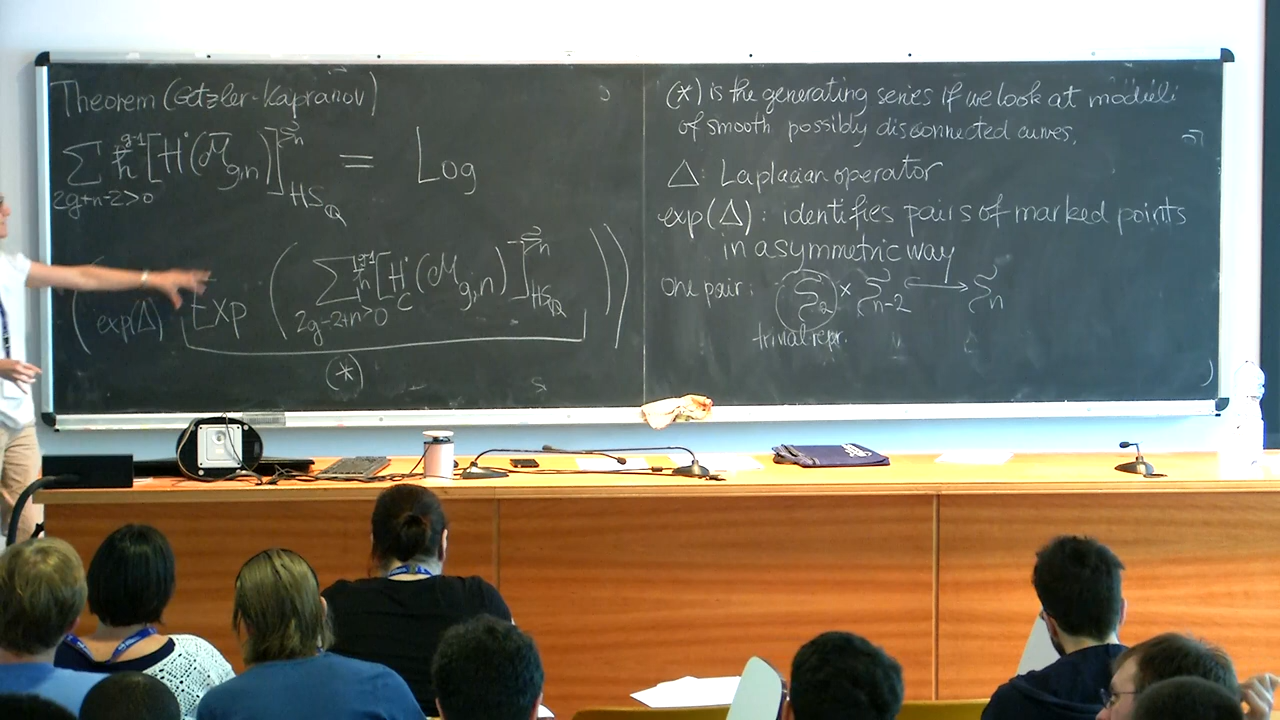 Theorem (Getzler-Kapranov)
∑_{2g+n-2>0} ħ^{g-1} [H^•(M̄_{g,n})]^{S_n}_{HS_Q} = Log
(exp(Δ) Exp (∑_{2g-2+n>0} ħ^{g-1} [H^•_C(M_{g,n})]^{S_n}_{HS_Q}))
(*)
(*) is the generating series if we look at moduli
of smooth possibly disconnected curves,
Δ: Laplacian operator
exp(Δ): identifies pairs of marked points
in a symmetric way
one pair: S_2 × S_{n-2} ⟷ S_n
trivial repr.